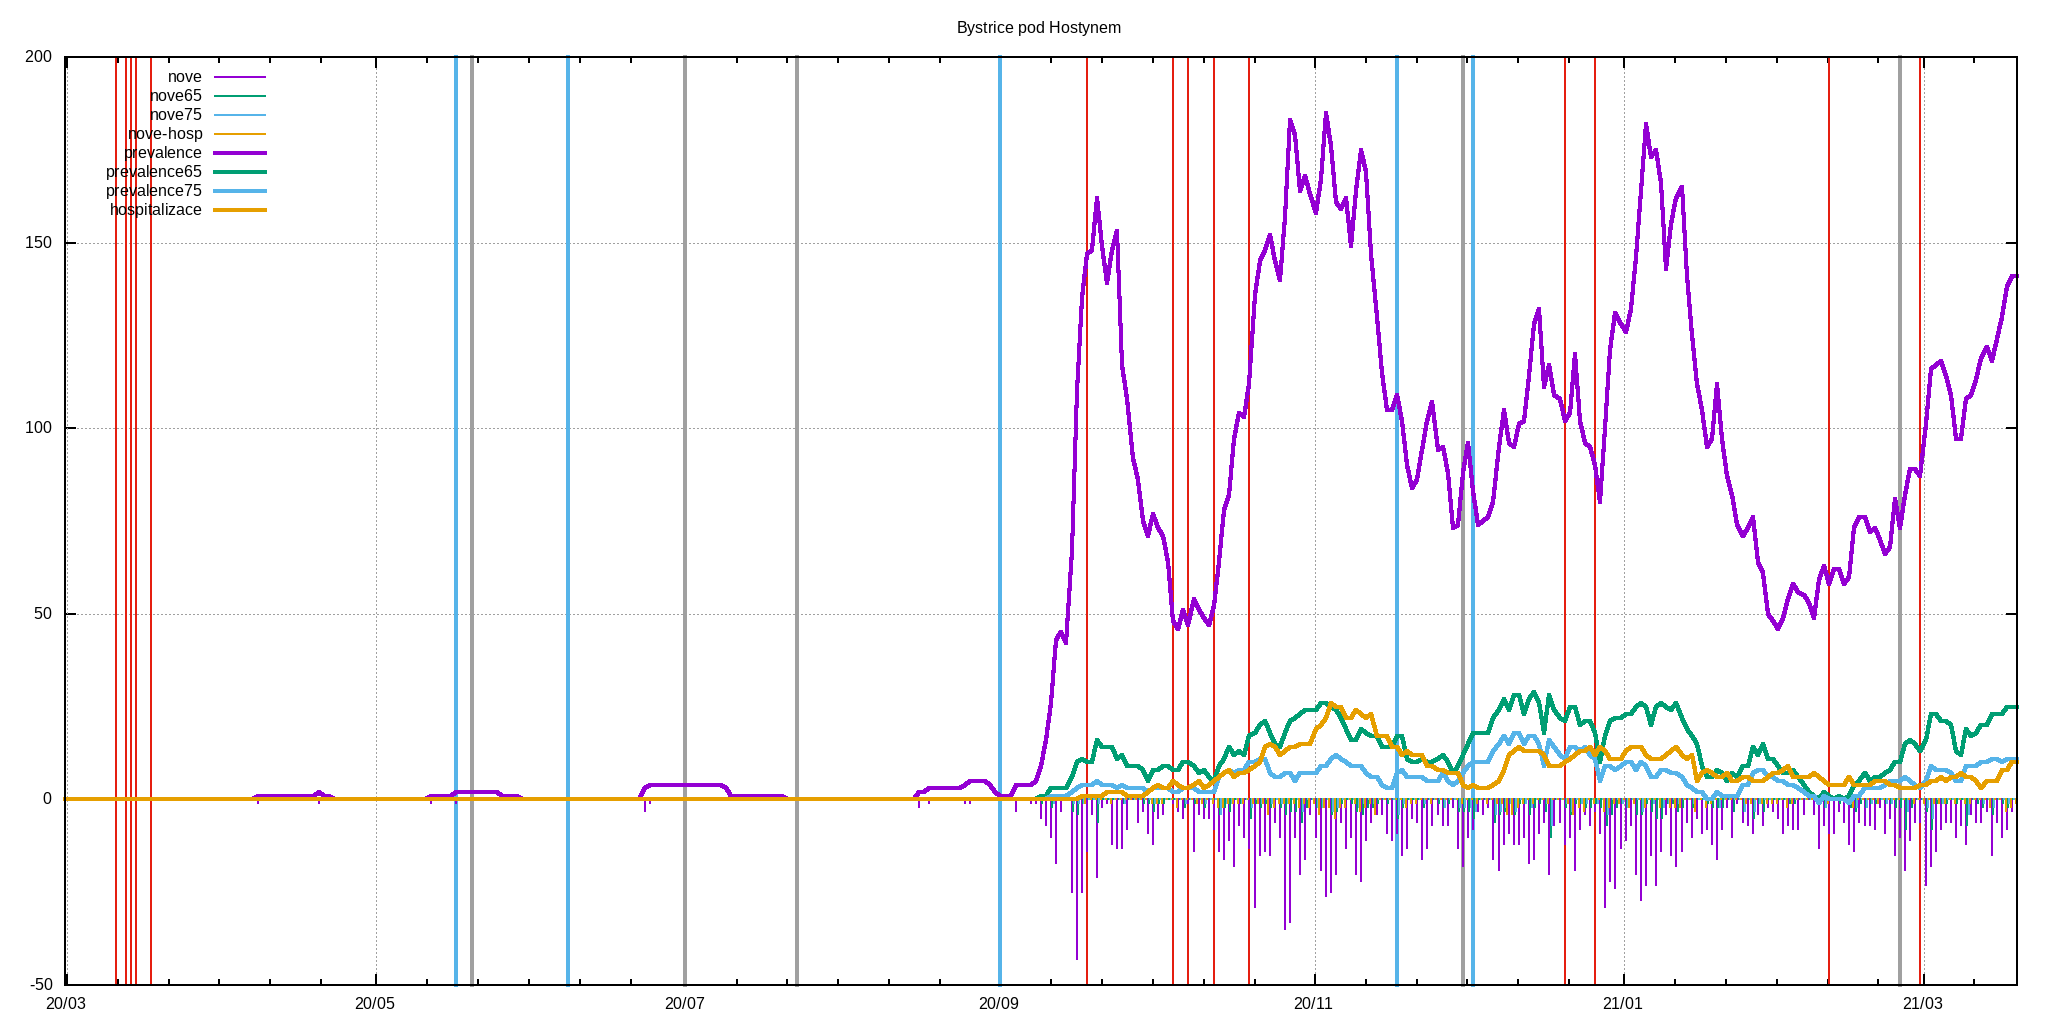 Bystrice pod Hostynem
200
150
100
50
0
-50
nove
nove65
nove75
nove-hosp
prevalence
prevalence65
prevalence75
hospitalizace
20/03 20/05 20/07 20/09 20/11 21/01 21/03